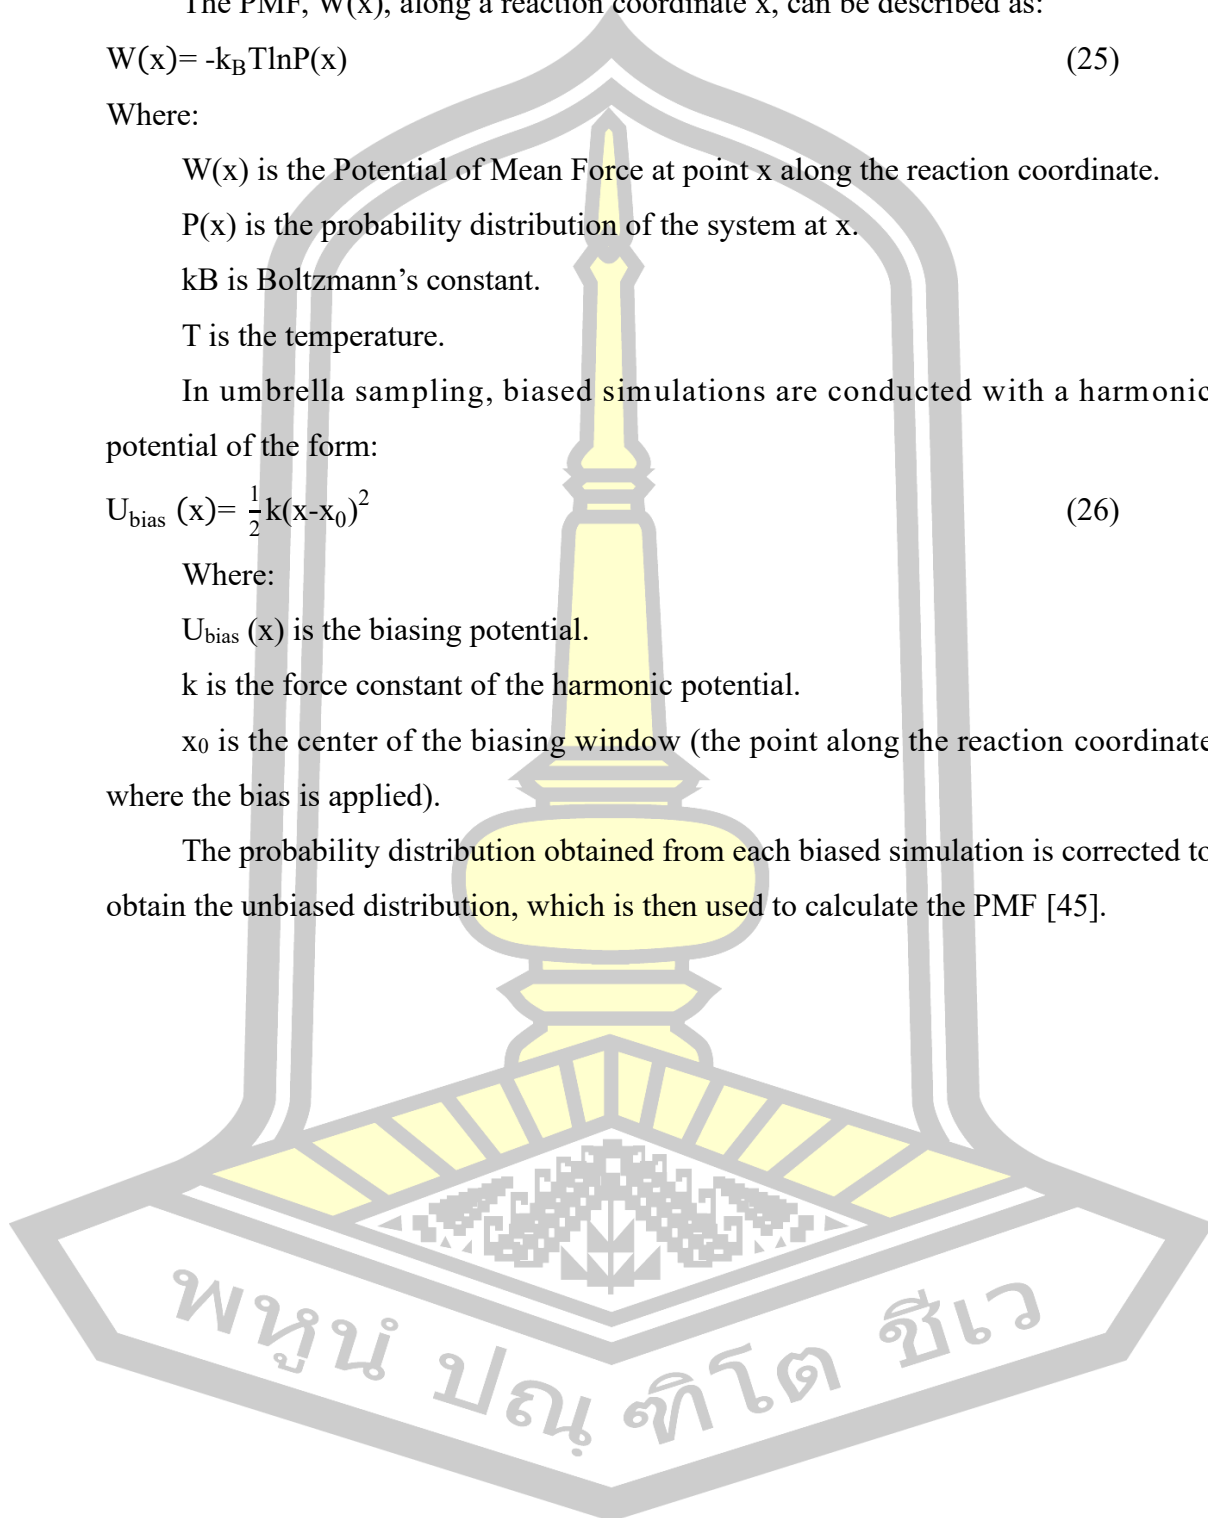 The PMF, W(x), along a reaction coordinate x, can be described as:
W(x)= -kBTlnP(x) (25)
Where:
W(x) is the Potential of Mean Force at point x along the reaction coordinate.
P(x) is the probability distribution of the system at x.
kB is Boltzmann’s constant.
T is the temperature.
In umbrella sampling, biased simulations are conducted with a harmonic
potential of the form:
Ubias (x)= 1/2 k(x-x₀)² (26)
Where:
Ubias (x) is the biasing potential.
k is the force constant of the harmonic potential.
x₀ is the center of the biasing window (the point along the reaction coordinate
where the bias is applied).
The probability distribution obtained from each biased simulation is corrected to
obtain the unbiased distribution, which is then used to calculate the PMF [45].
พหูนํ ปณฺฑิโต ชีเว